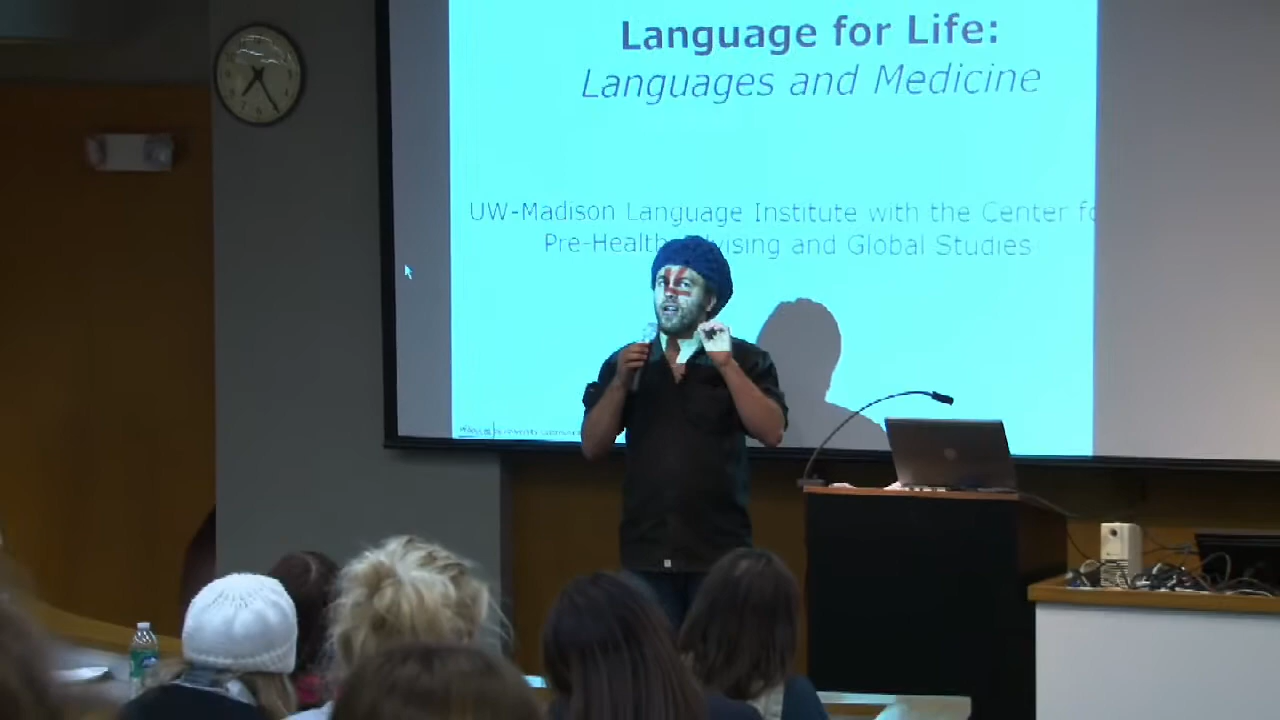 Language for Life:
Languages and Medicine
UW-Madison Language Institute with the Center fo
Pre-Health vising and Global Studies